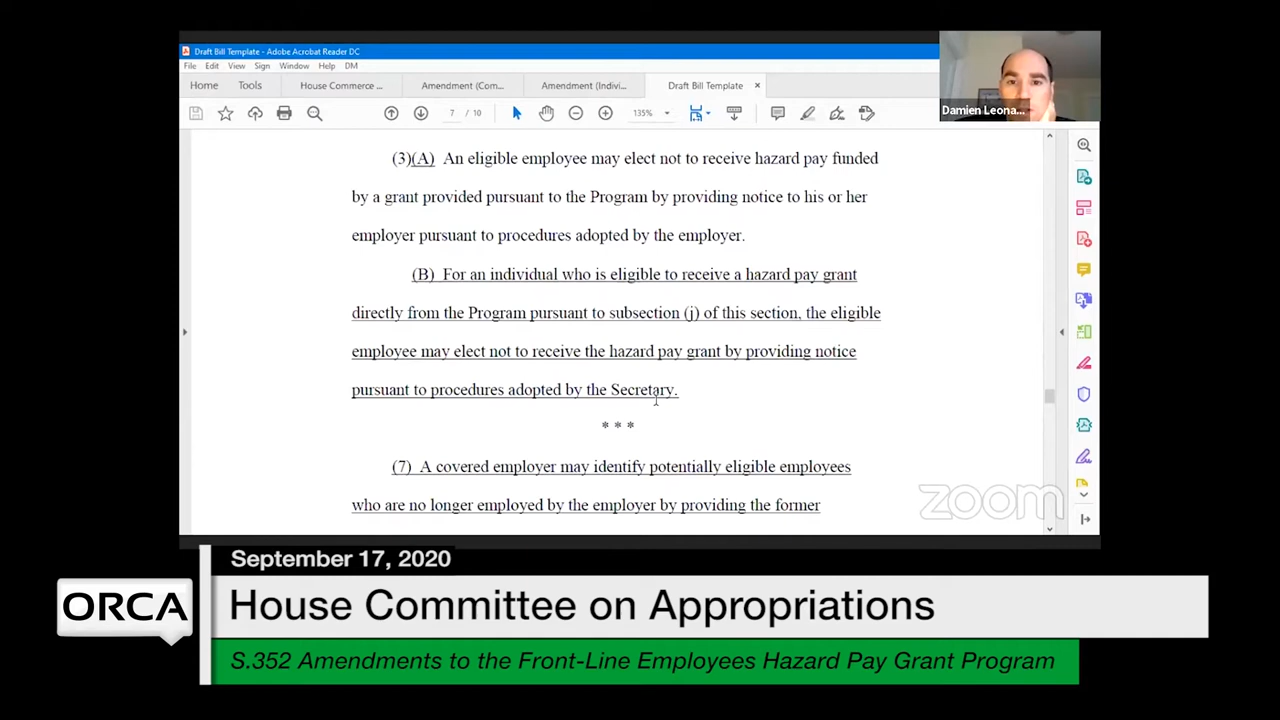 Draft Bill Template - Adobe Acrobat Reader DC
File Edit View Sign Window Help DM
Home Tools House Commerce ... Amendment (Com... Amendment (Indivi... Draft Bill Template ×
7 / 10 135%
Damien Leona...
(3)(A) An eligible employee may elect not to receive hazard pay funded
by a grant provided pursuant to the Program by providing notice to his or her
employer pursuant to procedures adopted by the employer.
(B) For an individual who is eligible to receive a hazard pay grant
directly from the Program pursuant to subsection (j) of this section, the eligible
employee may elect not to receive the hazard pay grant by providing notice
pursuant to procedures adopted by the Secretary.
* * *
(7) A covered employer may identify potentially eligible employees
who are no longer employed by the employer by providing the former
zoom
September 17, 2020
ORCA
House Committee on Appropriations
S.352 Amendments to the Front-Line Employees Hazard Pay Grant Program